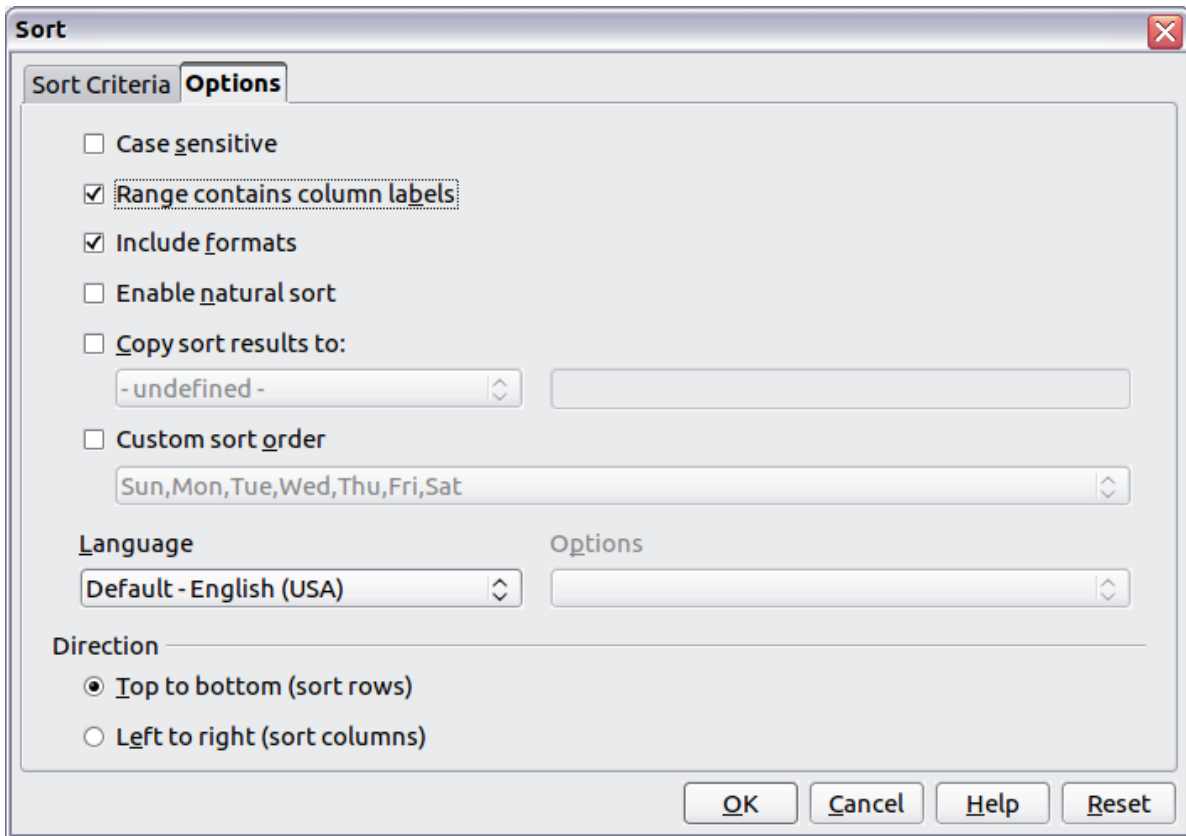 Sort
Sort Criteria Options
Case sensitive
Range contains column labels
Include formats
Enable natural sort
Copy sort results to:
- undefined -
Custom sort order
Sun,Mon,Tue,Wed,Thu,Fri,Sat
Language Options
Default - English (USA)
Direction
Top to bottom (sort rows)
Left to right (sort columns)
OK Cancel Help Reset